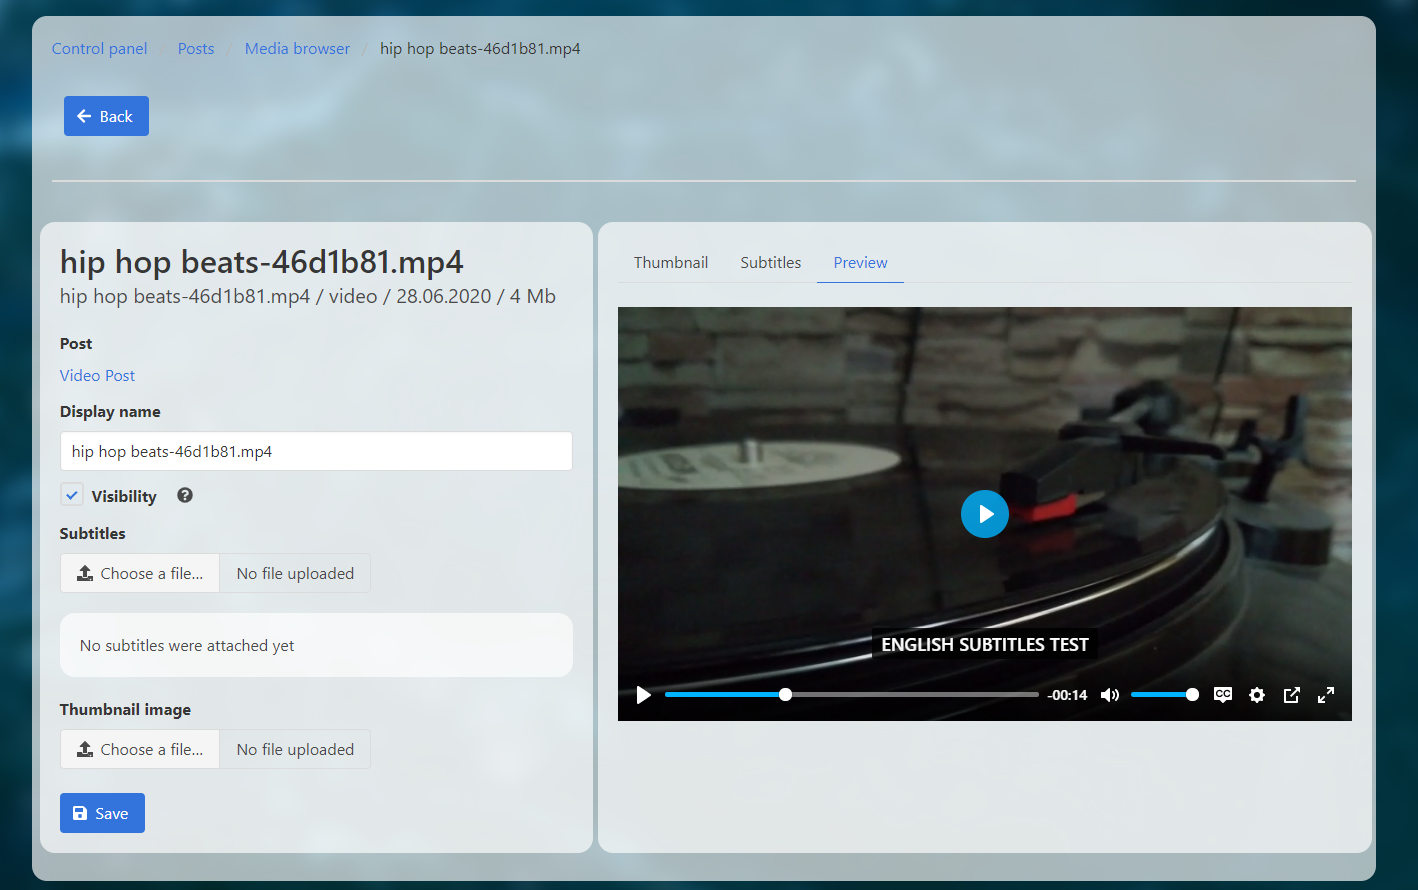 Control panel / Posts / Media browser / hip hop beats-46d1b81.mp4
Back
hip hop beats-46d1b81.mp4
hip hop beats-46d1b81.mp4 / video / 28.06.2020 / 4 Mb
Post
Video Post
Display name
hip hop beats-46d1b81.mp4
Visibility
Subtitles
Choose a file... No file uploaded
No subtitles were attached yet
Thumbnail image
Choose a file... No file uploaded
Save
Thumbnail Subtitles Preview
ENGLISH SUBTITLES TEST
-00:14
CC